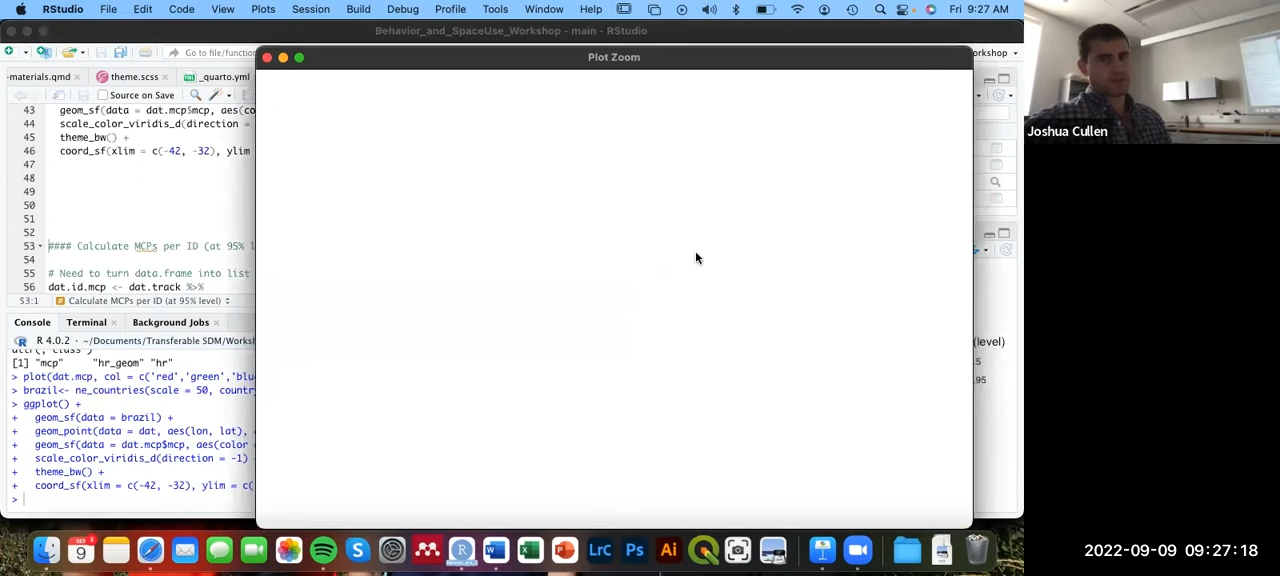 RStudio File Edit Code View Plots Session Build Debug Profile Tools Window Help Fri 9:27 AM
Behavior_and_SpaceUse_Workshop - main - RStudio
Go to file/function
orkshop
Plot Zoom
-materials.qmd theme.scss _quarto.yml
Source on Save
43 geom_sf(data = dat.mcp$mcp, aes(co
44 scale_color_viridis_d(direction =
45 theme_bw() +
46 coord_sf(xlim = c(-42, -32), ylim
47
48
49
50
51
52
53 #### Calculate MCPs per ID (at 95% l
54
55 # Need to turn data.frame into list
56 dat.id.mcp <- dat.track %>%
53:1 # Calculate MCPs per ID (at 95% level)
Console Terminal Background Jobs
R 4.0.2 · ~/Documents/Transferable SDM/Works
[1] "mcp" "hr_geom" "hr"
> plot(dat.mcp, col = c('red','green','blu
> brazil<- ne_countries(scale = 50, country
> ggplot() +
+ geom_sf(data = brazil) +
+ geom_point(data = dat, aes(lon, lat),
+ geom_sf(data = dat.mcp$mcp, aes(color
+ scale_color_viridis_d(direction = -1)
+ theme_bw() +
+ coord_sf(xlim = c(-42, -32), ylim = c(
>
(level)
.95
Joshua Cullen
SEP
9
Lrc Ps Ai
2022-09-09 09:27:18